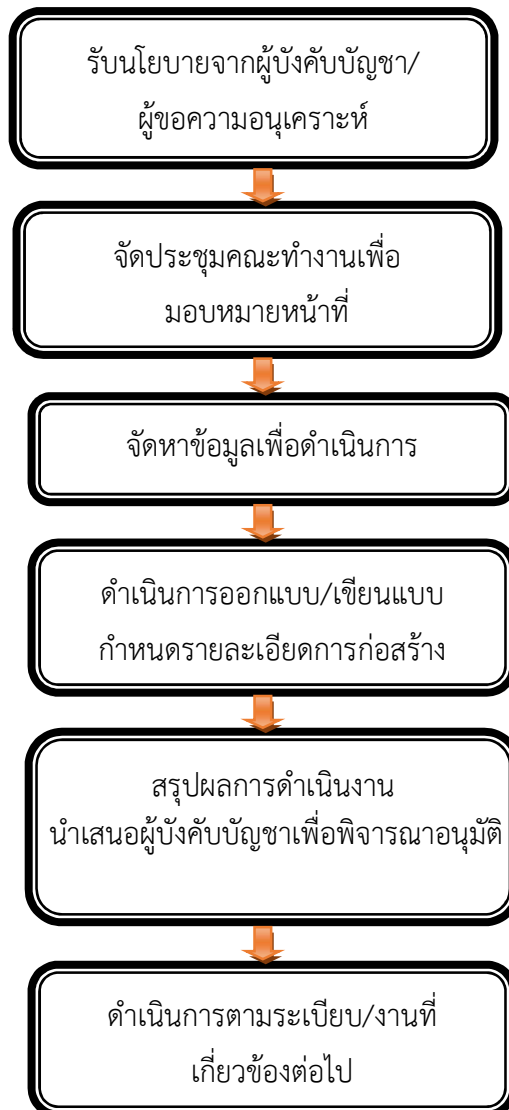 รับนโยบายจากผู้บังคับบัญชา/
ผู้ขอความอนุเคราะห์
จัดประชุมคณะทำงานเพื่อ
มอบหมายหน้าที่
จัดหาข้อมูลเพื่อดำเนินการ
ดำเนินการออกแบบ/เขียนแบบ
กำหนดรายละเอียดการก่อสร้าง
สรุปผลการดำเนินงาน
นำเสนอผู้บังคับบัญชาเพื่อพิจารณาอนุมัติ
ดำเนินการตามระเบียบ/งานที่
เกี่ยวข้องต่อไป